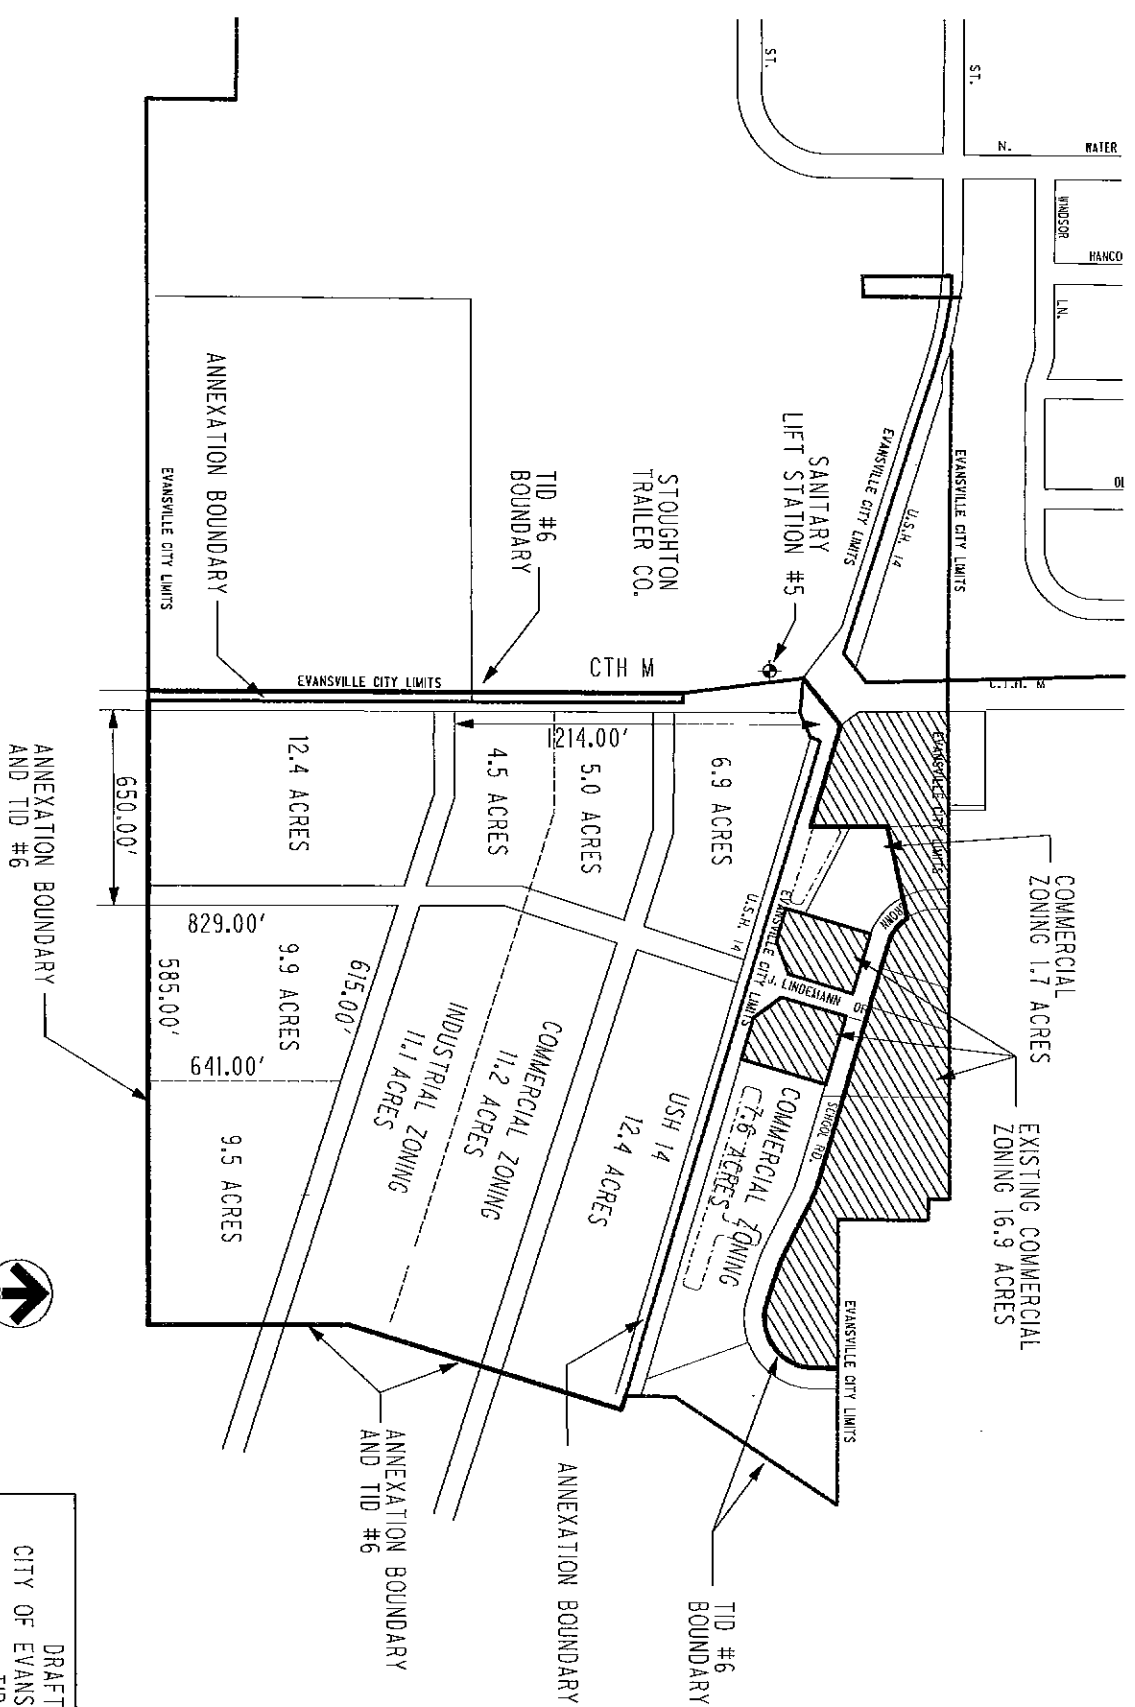 ST.
ST.
N.
WATER
WINDSOR
LN.
HANCO
EVANSVILLE CITY LIMITS
U.S.H. 14
EVANSVILLE CITY LIMITS
SANITARY
LIFT STATION #5
STOUGHTON
TRAILER CO.
TID #6
BOUNDARY
ANNEXATION BOUNDARY
EVANSVILLE CITY LIMITS
EVANSVILLE CITY LIMITS
CTH M
C.T.H. M
EVANSVILLE CITY LIMITS
COMMERCIAL
ZONING 1.7 ACRES
EXISTING COMMERCIAL
ZONING 16.9 ACRES
1214.00'
6.9 ACRES
5.0 ACRES
4.5 ACRES
12.4 ACRES
650.00'
ANNEXATION BOUNDARY
AND TID #6
829.00'
9.9 ACRES
585.00'
615.00'
641.00'
9.5 ACRES
U.S.H. 14
EVANSVILLE CITY LIMITS
LINDEMANN
DR
SCHOOL RD.
COMMERCIAL ZONING
7.6 ACRES
USH 14
12.4 ACRES
COMMERCIAL ZONING
11.2 ACRES
INDUSTRIAL ZONING
11.1 ACRES
EVANSVILLE CITY LIMITS
TID #6
BOUNDARY
ANNEXATION BOUNDARY
ANNEXATION BOUNDARY
AND TID #6
DRAFT
CITY OF EVANS